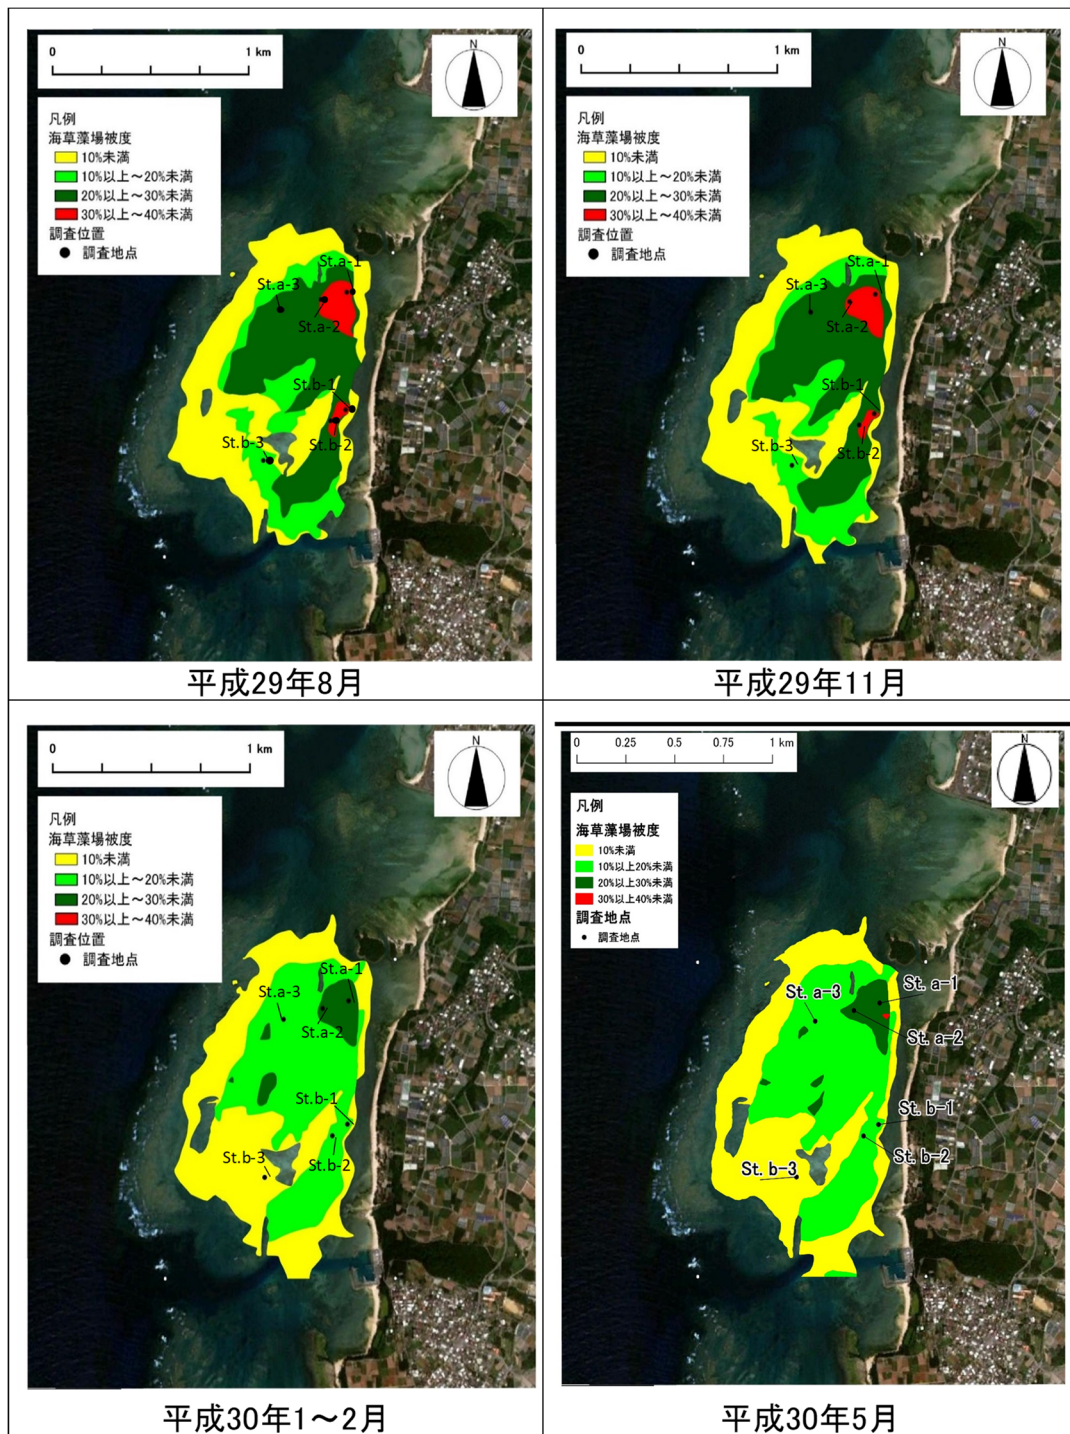 0 1 km
N
凡例
海草藻場被度
10%未満
10%以上～20%未満
20%以上～30%未満
30%以上～40%未満
調査位置
調査地点
St.a-1
St.a-3
St.a-2
St.b-1
St.b-3
St.b-2
平成29年8月
0 1 km
N
凡例
海草藻場被度
10%未満
10%以上～20%未満
20%以上～30%未満
30%以上～40%未満
調査位置
調査地点
St.a-1
St.a-3
St.a-2
St.b-1
St.b-3
St.b-2
平成29年11月
0 1 km
N
凡例
海草藻場被度
10%未満
10%以上～20%未満
20%以上～30%未満
30%以上～40%未満
調査位置
調査地点
St.a-1
St.a-3
St.a-2
St.b-1
St.b-3
St.b-2
平成30年1～2月
0 0.25 0.5 0.75 1 km
N
凡例
海草藻場被度
10%未満
10%以上20%未満
20%以上30%未満
30%以上40%未満
調査地点
調査地点
St. a-3
St. a-1
St. a-2
St. b-1
St. b-2
St. b-3
平成30年5月